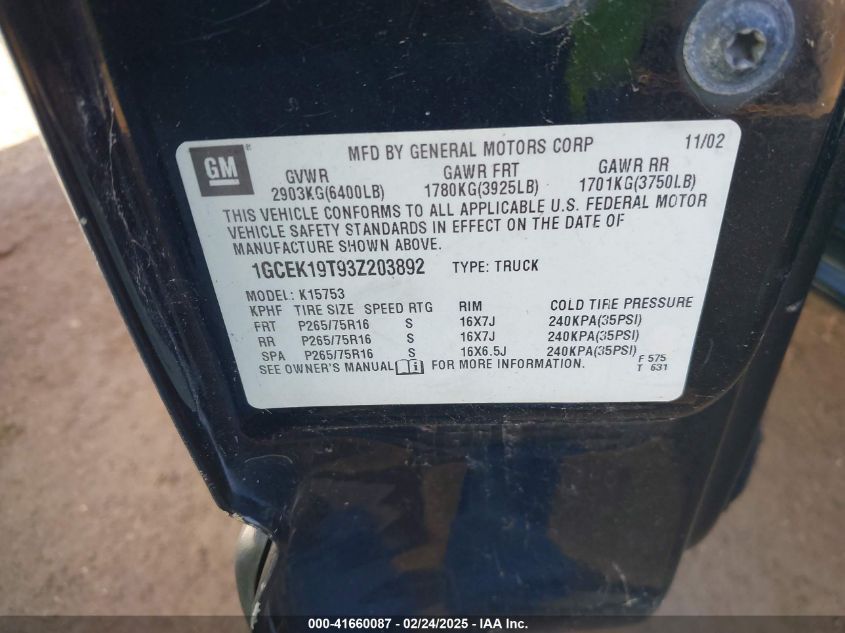 GM
MFD BY GENERAL MOTORS CORP 11/02
GVWR GAWR FRT GAWR RR
2903KG(6400LB) 1780KG(3925LB) 1701KG(3750LB)
THIS VEHICLE CONFORMS TO ALL APPLICABLE U.S. FEDERAL MOTOR
VEHICLE SAFETY STANDARDS IN EFFECT ON THE DATE OF
MANUFACTURE SHOWN ABOVE.
1GCEK19T93Z203892 TYPE: TRUCK
MODEL: K15753
KPHF TIRE SIZE SPEED RTG RIM COLD TIRE PRESSURE
FRT P265/75R16 S 16X7J 240KPA(35PSI)
RR P265/75R16 S 16X7J 240KPA(35PSI)
SPA P265/75R16 S 16X6.5J 240KPA(35PSI)
SEE OWNER'S MANUAL FOR MORE INFORMATION.
F 575
T 631
000-41660087 - 02/24/2025 - IAA Inc.